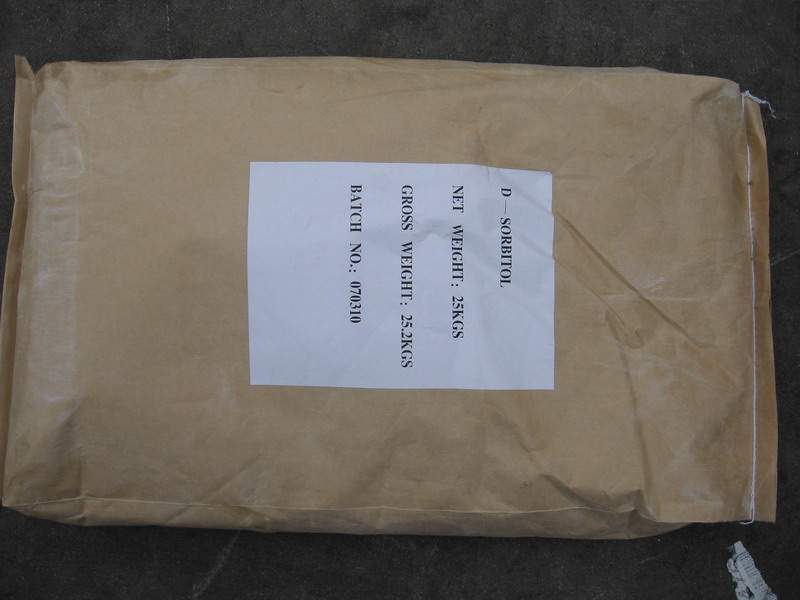 D—SORBITOL
NET WEIGHT: 25KGS
GROSS WEIGHT: 25.2KGS
BATCH NO.: 070310